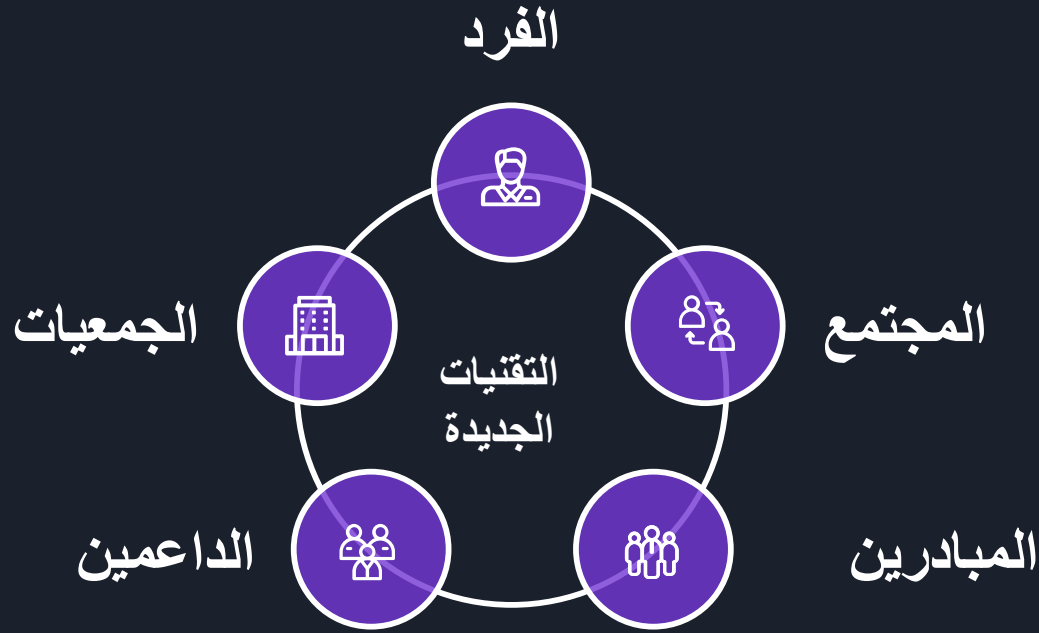 الفرد
المجتمع
الجمعيات
التقنيات
الجديدة
المبادرين
الداعمين